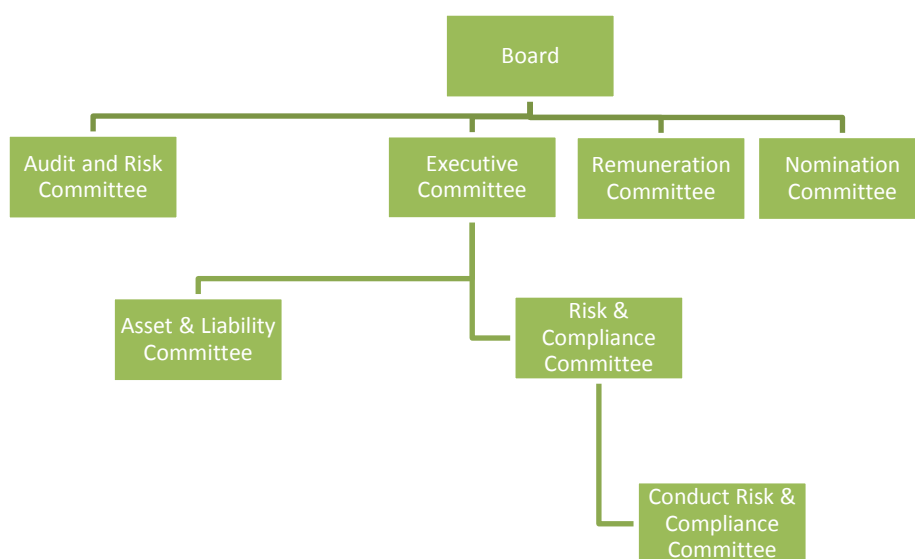 Board
Audit and Risk
Committee
Executive
Committee
Remuneration
Committee
Nomination
Committee
Asset & Liability
Committee
Risk &
Compliance
Committee
Conduct Risk &
Compliance
Committee